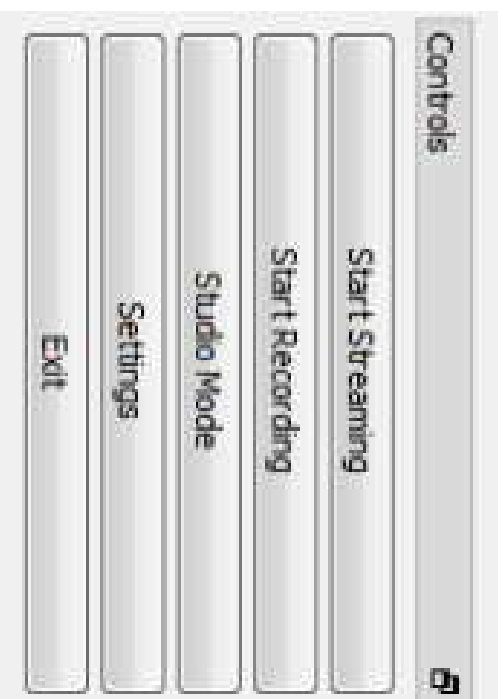 Controls
Start Streaming
Start Recording
Studio Mode
Settings
Exit